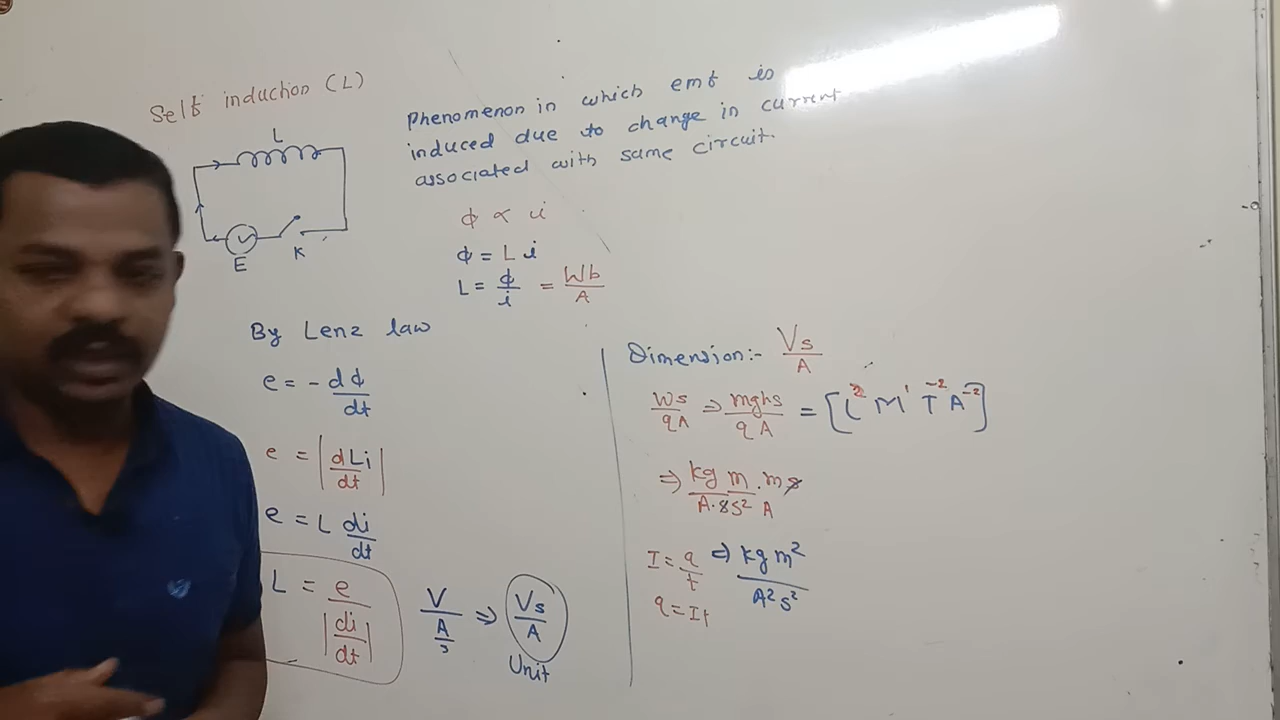 Self induction (L)
L
E
K
Phenomenon in which emf is
induced due to change in current
associated with same circuit.
ϕ ∝ i
ϕ = L i
L = ϕ/i = Wb/A
By Lenz law
e = - dϕ/dt
e = |dLi/dt|
e = L di/dt
L = e/|di/dt|
V/(A/s) ⇒ Vs/A
Unit
Dimension:- Vs/A
Ws/qA ⇒ mghs/qA = [L² M¹ T⁻² A⁻²]
⇒ kg m . m s/A·s s² A
I = q/t ⇒ kg m²/A² s²
q = It